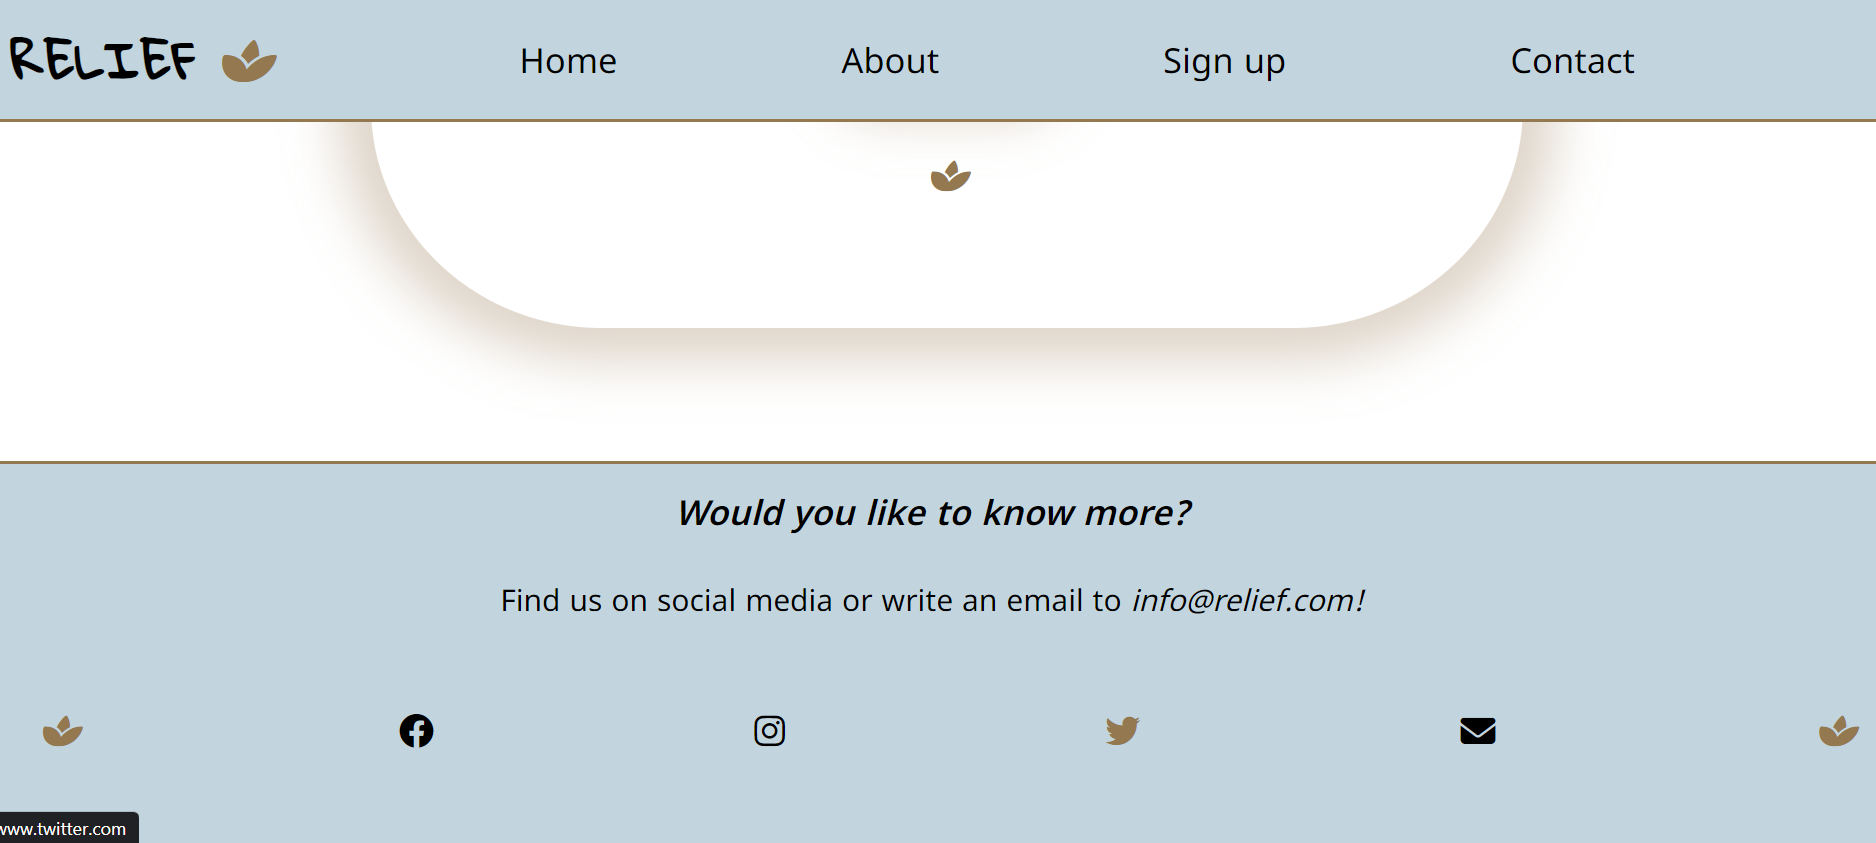 RELIEF Home About Sign up Contact
Would you like to know more?
Find us on social media or write an email to info@relief.com!
www.twitter.com